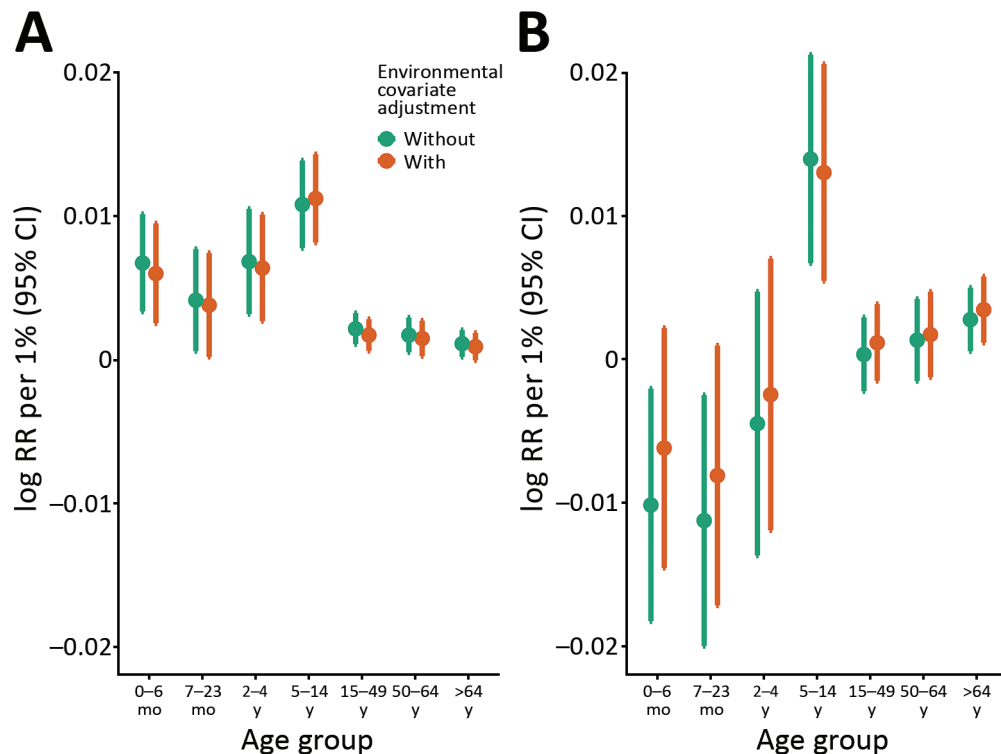 A
0.02
0.01
0
–0.01
–0.02
log RR per 1% (95% CI)
Environmental
covariate
adjustment
Without
With
0–6 7–23 2–4 5–14 15–49 50–64 >64
mo mo y y y y y
Age group
B
0.02
0.01
0
–0.01
–0.02
log RR per 1% (95% CI)
0–6 7–23 2–4 5–14 15–49 50–64 >64
mo mo y y y y y
Age group